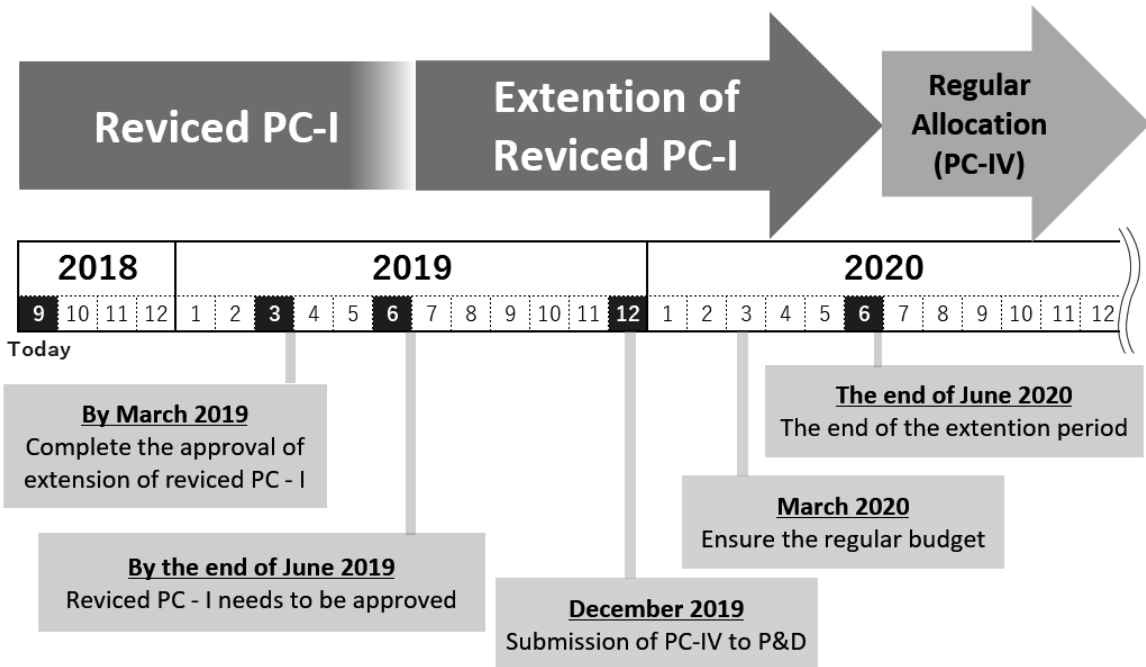 Reviced PC-I
Extention of
Reviced PC-I
Regular
Allocation
(PC-IV)
2018 2019 2020
9 10 11 12 1 2 3 4 5 6 7 8 9 10 11 12 1 2 3 4 5 6 7 8 9 10 11 12
Today
By March 2019
Complete the approval of
extension of reviced PC - I
The end of June 2020
The end of the extention period
March 2020
Ensure the regular budget
By the end of June 2019
Reviced PC - I needs to be approved
December 2019
Submission of PC-IV to P&D